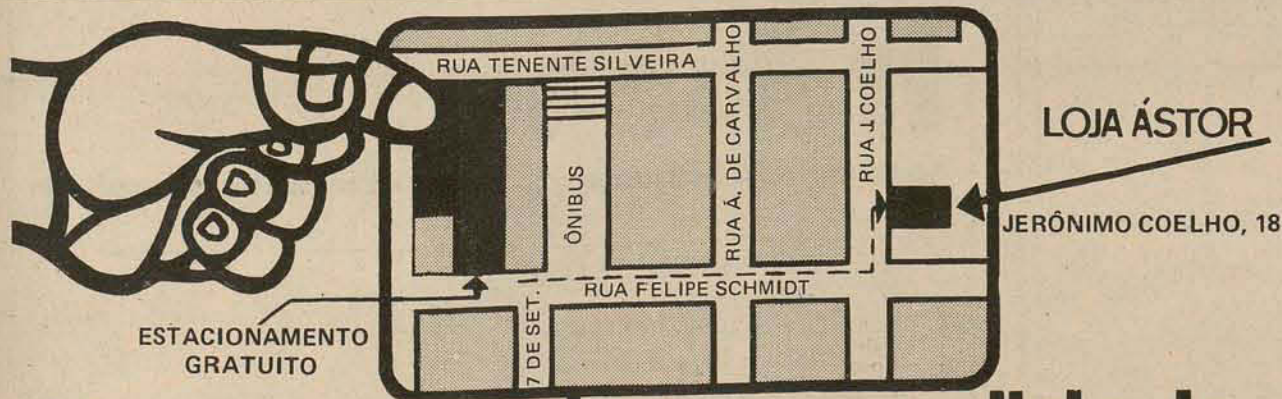 RUA TENENTE SILVEIRA
RUA Á. DE CARVALHO
RUA J. COELHO
LOJA ÁSTOR
ÔNIBUS
JERÔNIMO COELHO, 18
RUA FELIPE SCHMIDT
ESTACIONAMENTO
GRATUITO
7 DE SET.